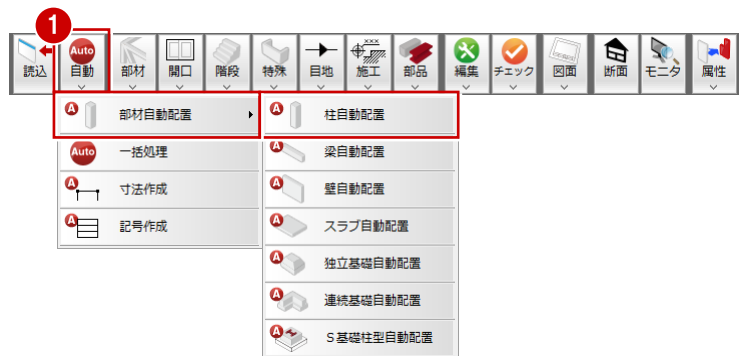 1
読込
Auto
自動
部材
開口
階段
特殊
目地
施工
部品
編集
チェック
図面
断面
モニタ
属性
A
部材自動配置
Auto
一括処理
A
寸法作成
A
記号作成
A
柱自動配置
A
梁自動配置
A
壁自動配置
A
スラブ自動配置
A
独立基礎自動配置
A
連続基礎自動配置
A
S基礎柱型自動配置